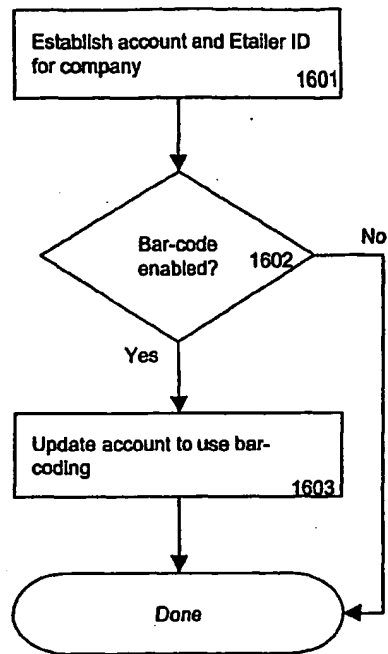 Establish account and Etailer ID
for company
1601
Bar-code
enabled?
1602
No
Yes
Update account to use bar-
coding
1603
Done